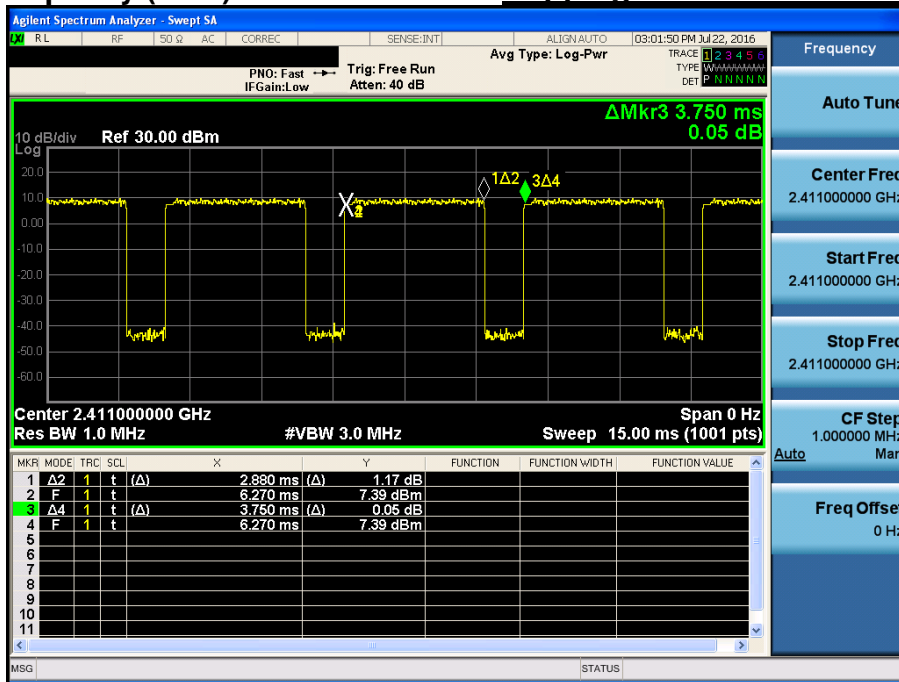 Agilent Spectrum Analyzer - Swept SA
LXI RL RF 50 Ω AC CORREC SENSE:INT ALIGN AUTO 03:01:50 PM Jul 22, 2016
Avg Type: Log-Pwr
TRACE 1 2 3 4 5 6
TYPE WWWWWW
DET P N N N N N
PNO: Fast
IFGain:Low
Trig: Free Run
Atten: 40 dB
ΔMkr3 3.750 ms
0.05 dB
10 dB/div Ref 30.00 dBm
Log
20.0
10.0
0.00
-10.0
-20.0
-30.0
-40.0
-50.0
-60.0
1Δ2
3Δ4
Center 2.411000000 GHz
Span 0 Hz
Res BW 1.0 MHz
#VBW 3.0 MHz
Sweep 15.00 ms (1001 pts)
MKR MODE TRC SCL X Y FUNCTION FUNCTION WIDTH FUNCTION VALUE
1 Δ2 1 t (Δ) 2.880 ms (Δ) 1.17 dB
2 F 1 t 6.270 ms 7.39 dBm
3 Δ4 1 t (Δ) 3.750 ms (Δ) 0.05 dB
4 F 1 t 6.270 ms 7.39 dBm
5
6
7
8
9
10
11
MSG
STATUS
Frequency
Auto Tune
Center Freq
2.411000000 GHz
Start Freq
2.411000000 GHz
Stop Freq
2.411000000 GHz
CF Step
1.000000 MHz
Auto Man
Freq Offset
0 Hz